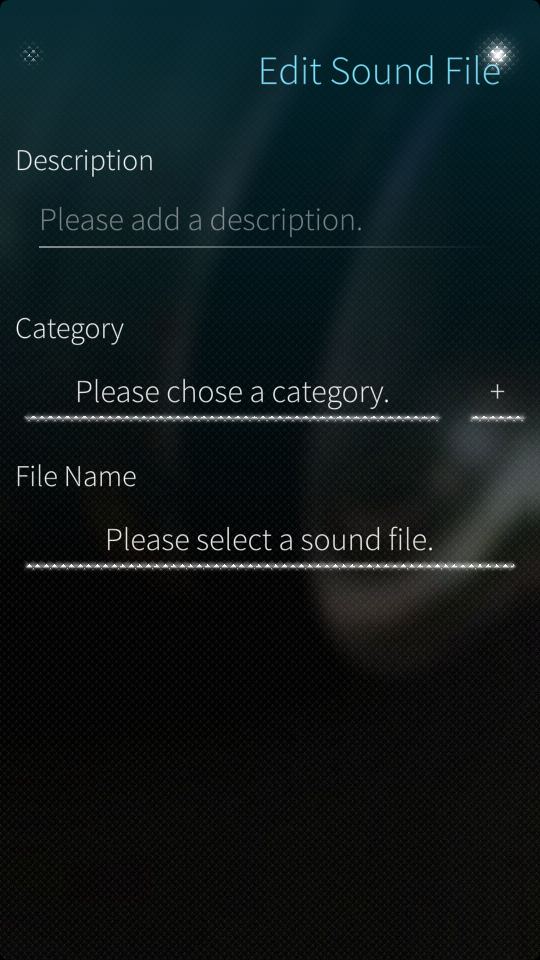 Edit Sound File
Description
Please add a description.
Category
Please chose a category.
+
File Name
Please select a sound file.